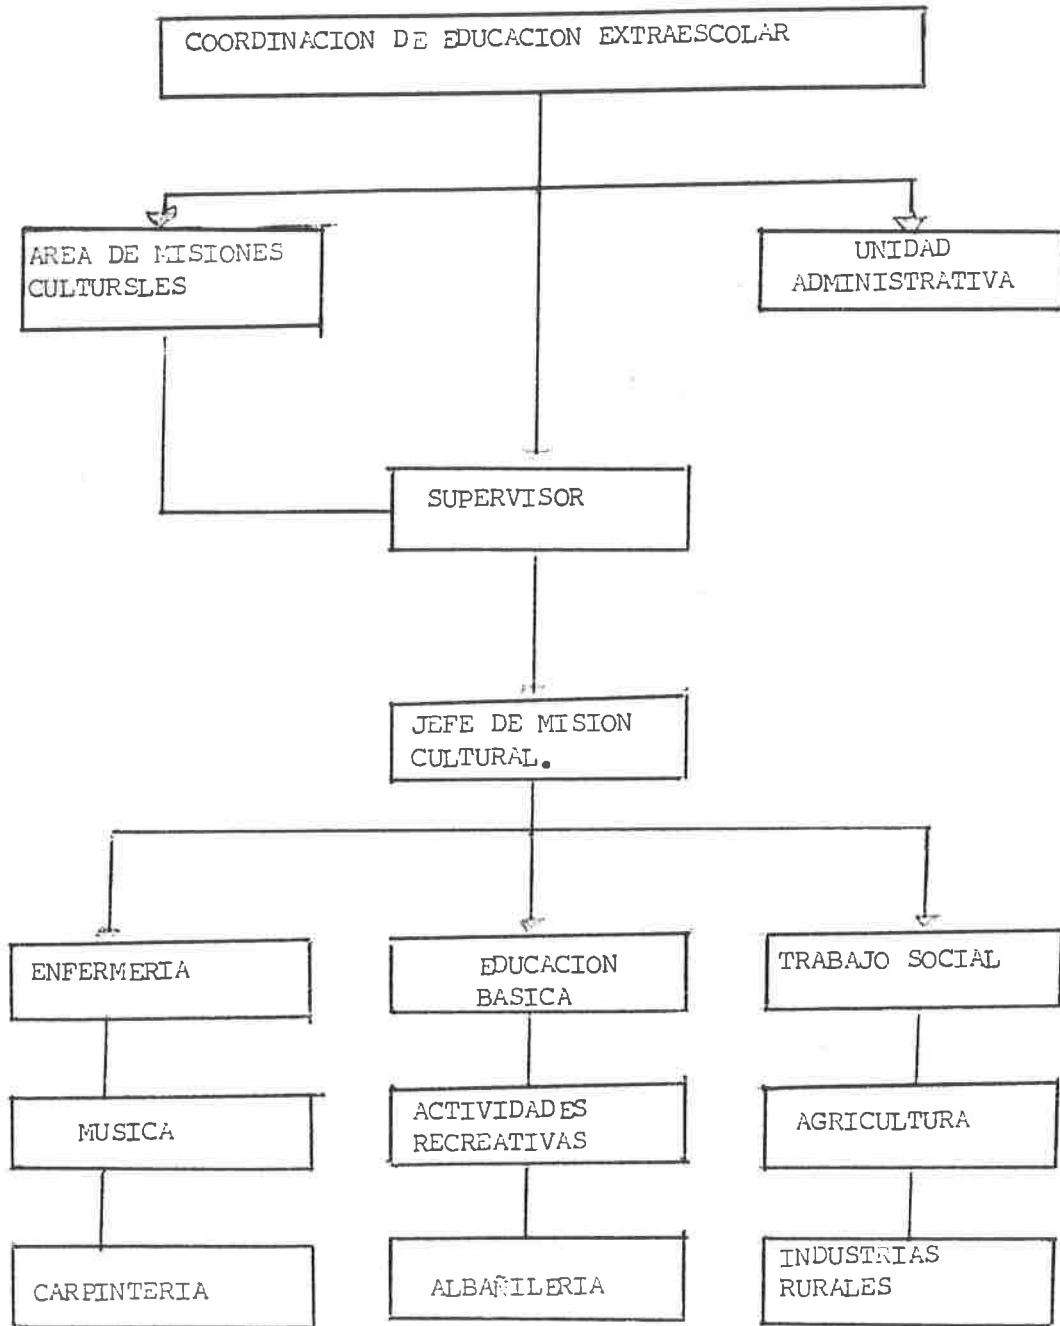 COORDINACION DE EDUCACION EXTRAESCOLAR
AREA DE MISIONES
CULTURSLES
UNIDAD
ADMINISTRATIVA
SUPERVISOR
JEFE DE MISION
CULTURAL.
ENFERMERIA
EDUCACION
BASICA
TRABAJO SOCIAL
MUSICA
ACTIVIDADES
RECREATIVAS
AGRICULTURA
CARPINTERIA
ALBAÑILERIA
INDUSTRIAS
RURALES